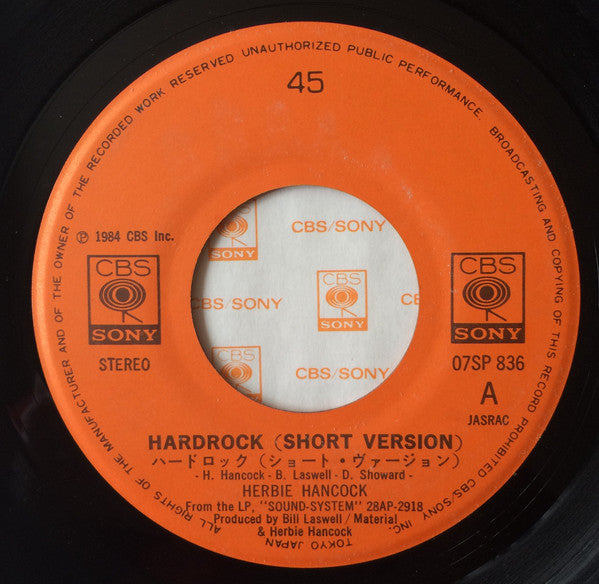 ALL RIGHTS OF THE MANUFACTURER AND OF THE OWNER OF THE RECORDED WORK RESERVED UNAUTHORIZED PUBLIC PERFORMANCE. BROADCASTING AND COPYING OF THIS RECORD PROHIBITED CBS/SONY INC. TOKYO JAPAN
45
℗ 1984 CBS Inc.
CBS
SONY
STEREO
CBS
SONY
07SP 836
A
JASRAC
SONY
CBS/SONY
CBS/SONY
CBS
SONY
CBS
CBS/SONY
HARDROCK (SHORT VERSION)
ハードロック (ショート・ヴァージョン)
- H. Hancock - B. Laswell - D. Showard -
HERBIE HANCOCK
From the LP, "SOUND-SYSTEM" 28AP-2918
Produced by Bill Laswell / Material
& Herbie Hancock